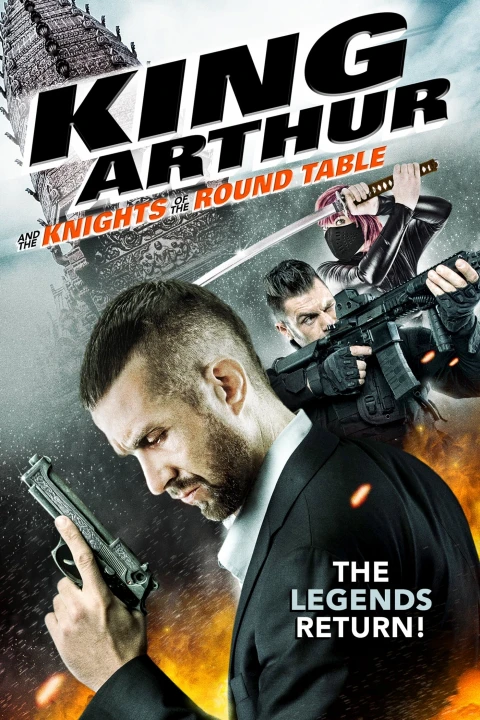 KING
ARTHUR
AND THE KNIGHTS OF THE ROUND TABLE
THE
LEGENDS
RETURN!